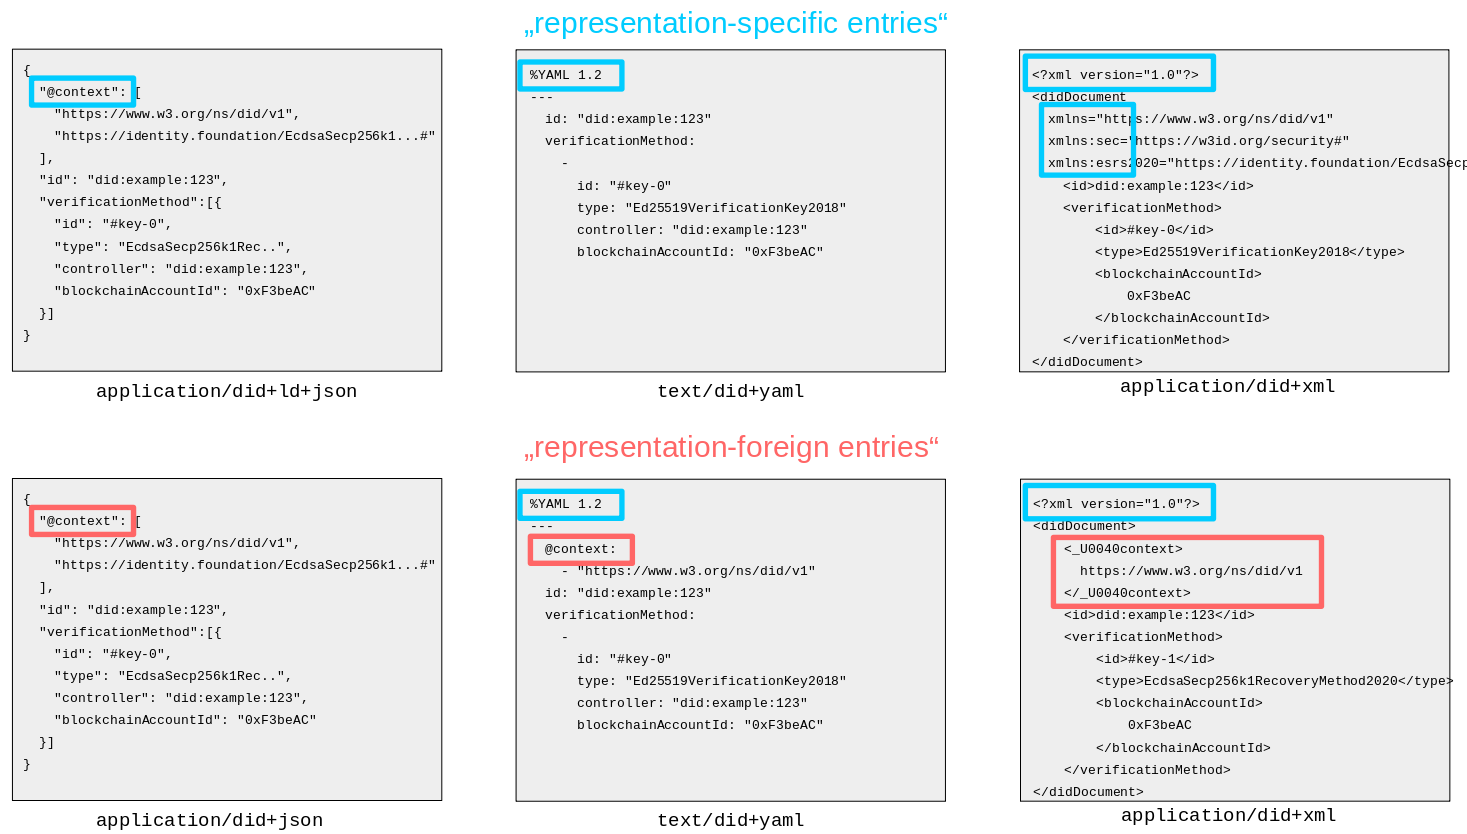 „representation-specific entries“
{
  "@context": [
    "https://www.w3.org/ns/did/v1",
    "https://identity.foundation/EcdsaSecp256k1...#"
  ],
  "id": "did:example:123",
  "verificationMethod":[{
    "id": "#key-0",
    "type": "EcdsaSecp256k1Rec..",
    "controller": "did:example:123",
    "blockchainAccountId": "0xF3beAC"
  }]
}
application/did+ld+json
%YAML 1.2
---
  id: "did:example:123"
  verificationMethod:
    -
      id: "#key-0"
      type: "Ed25519VerificationKey2018"
      controller: "did:example:123"
      blockchainAccountId: "0xF3beAC"
text/did+yaml
<?xml version="1.0"?>
<didDocument
  xmlns="https://www.w3.org/ns/did/v1"
  xmlns:sec="https://w3id.org/security#"
  xmlns:esrs2020="https://identity.foundation/EcdsaSecp
    <id>did:example:123</id>
    <verificationMethod>
        <id>#key-0</id>
        <type>Ed25519VerificationKey2018</type>
        <blockchainAccountId>
            0xF3beAC
        </blockchainAccountId>
    </verificationMethod>
</didDocument>
application/did+xml
„representation-foreign entries“
{
  "@context": [
    "https://www.w3.org/ns/did/v1",
    "https://identity.foundation/EcdsaSecp256k1...#"
  ],
  "id": "did:example:123",
  "verificationMethod":[{
    "id": "#key-0",
    "type": "EcdsaSecp256k1Rec..",
    "controller": "did:example:123",
    "blockchainAccountId": "0xF3beAC"
  }]
}
application/did+json
%YAML 1.2
---
  @context:
    - "https://www.w3.org/ns/did/v1"
  id: "did:example:123"
  verificationMethod:
    -
      id: "#key-0"
      type: "Ed25519VerificationKey2018"
      controller: "did:example:123"
      blockchainAccountId: "0xF3beAC"
text/did+yaml
<?xml version="1.0"?>
<didDocument>
    <_U0040context>
      https://www.w3.org/ns/did/v1
    </_U0040context>
    <id>did:example:123</id>
    <verificationMethod>
        <id>#key-1</id>
        <type>EcdsaSecp256k1RecoveryMethod2020</type>
        <blockchainAccountId>
            0xF3beAC
        </blockchainAccountId>
    </verificationMethod>
</didDocument>
application/did+xml